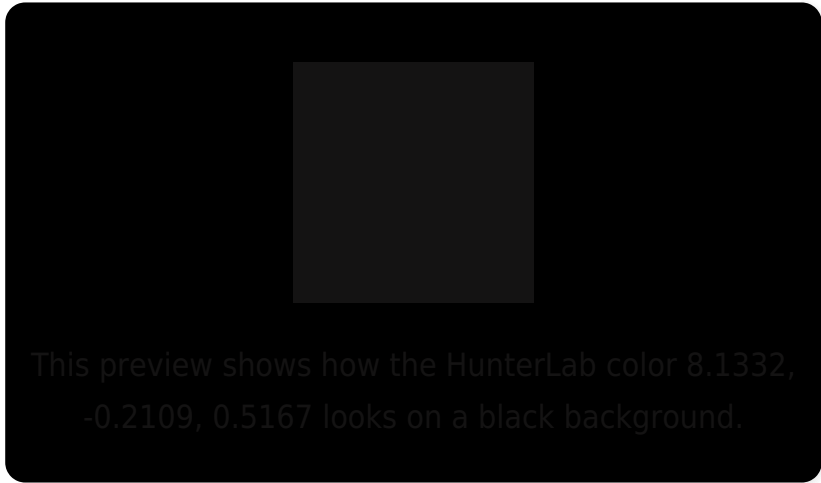 This preview shows how the HunterLab color 8.1332,
-0.2109, 0.5167 looks on a black background.